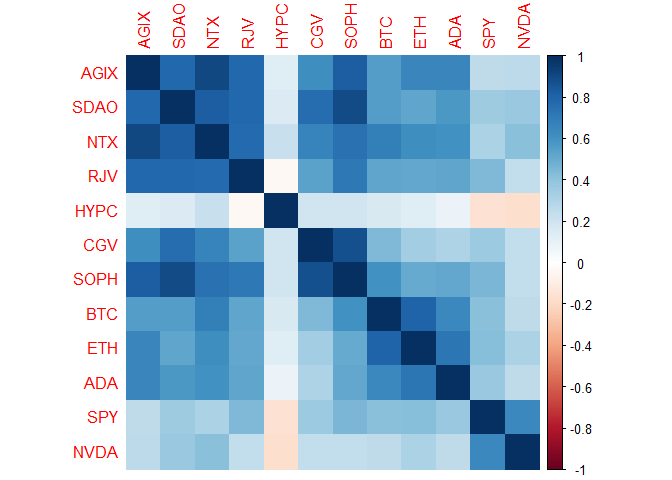 AGIX SDAO NTX RJV HYPC CGV SOPH BTC ETH ADA SPY NVDA
AGIX
SDAO
NTX
RJV
HYPC
CGV
SOPH
BTC
ETH
ADA
SPY
NVDA
1
0.8
0.6
0.4
0.2
0
-0.2
-0.4
-0.6
-0.8
-1